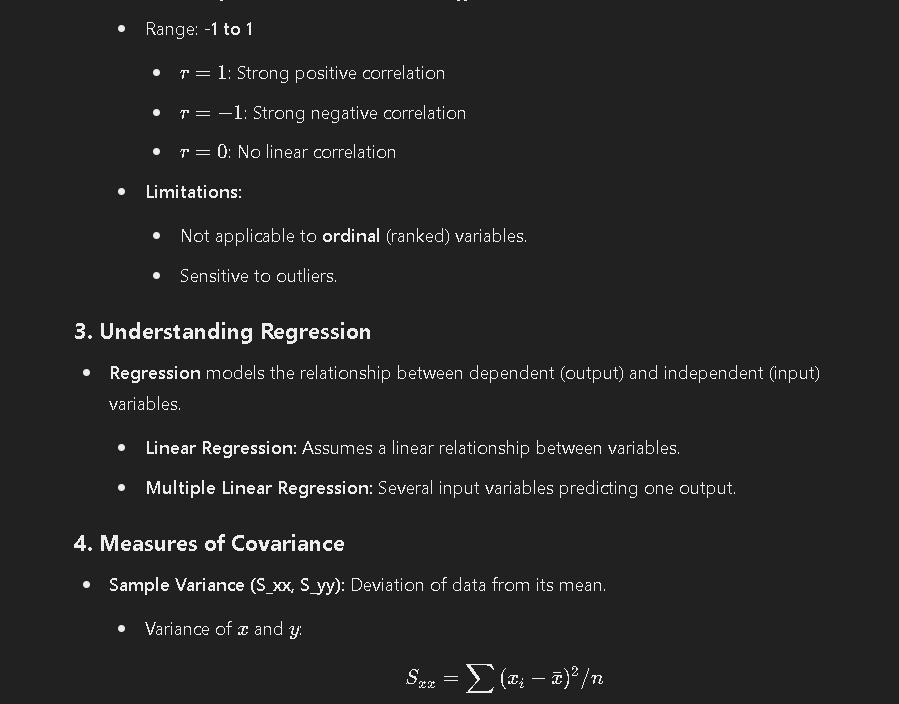 Range: -1 to 1
r = 1: Strong positive correlation
r = −1: Strong negative correlation
r = 0: No linear correlation
Limitations:
Not applicable to ordinal (ranked) variables.
Sensitive to outliers.
3. Understanding Regression
Regression models the relationship between dependent (output) and independent (input)
variables.
Linear Regression: Assumes a linear relationship between variables.
Multiple Linear Regression: Several input variables predicting one output.
4. Measures of Covariance
Sample Variance (S_xx, S_yy): Deviation of data from its mean.
Variance of x and y:
S_{xx} = ∑ (x_i − x̄)²/n